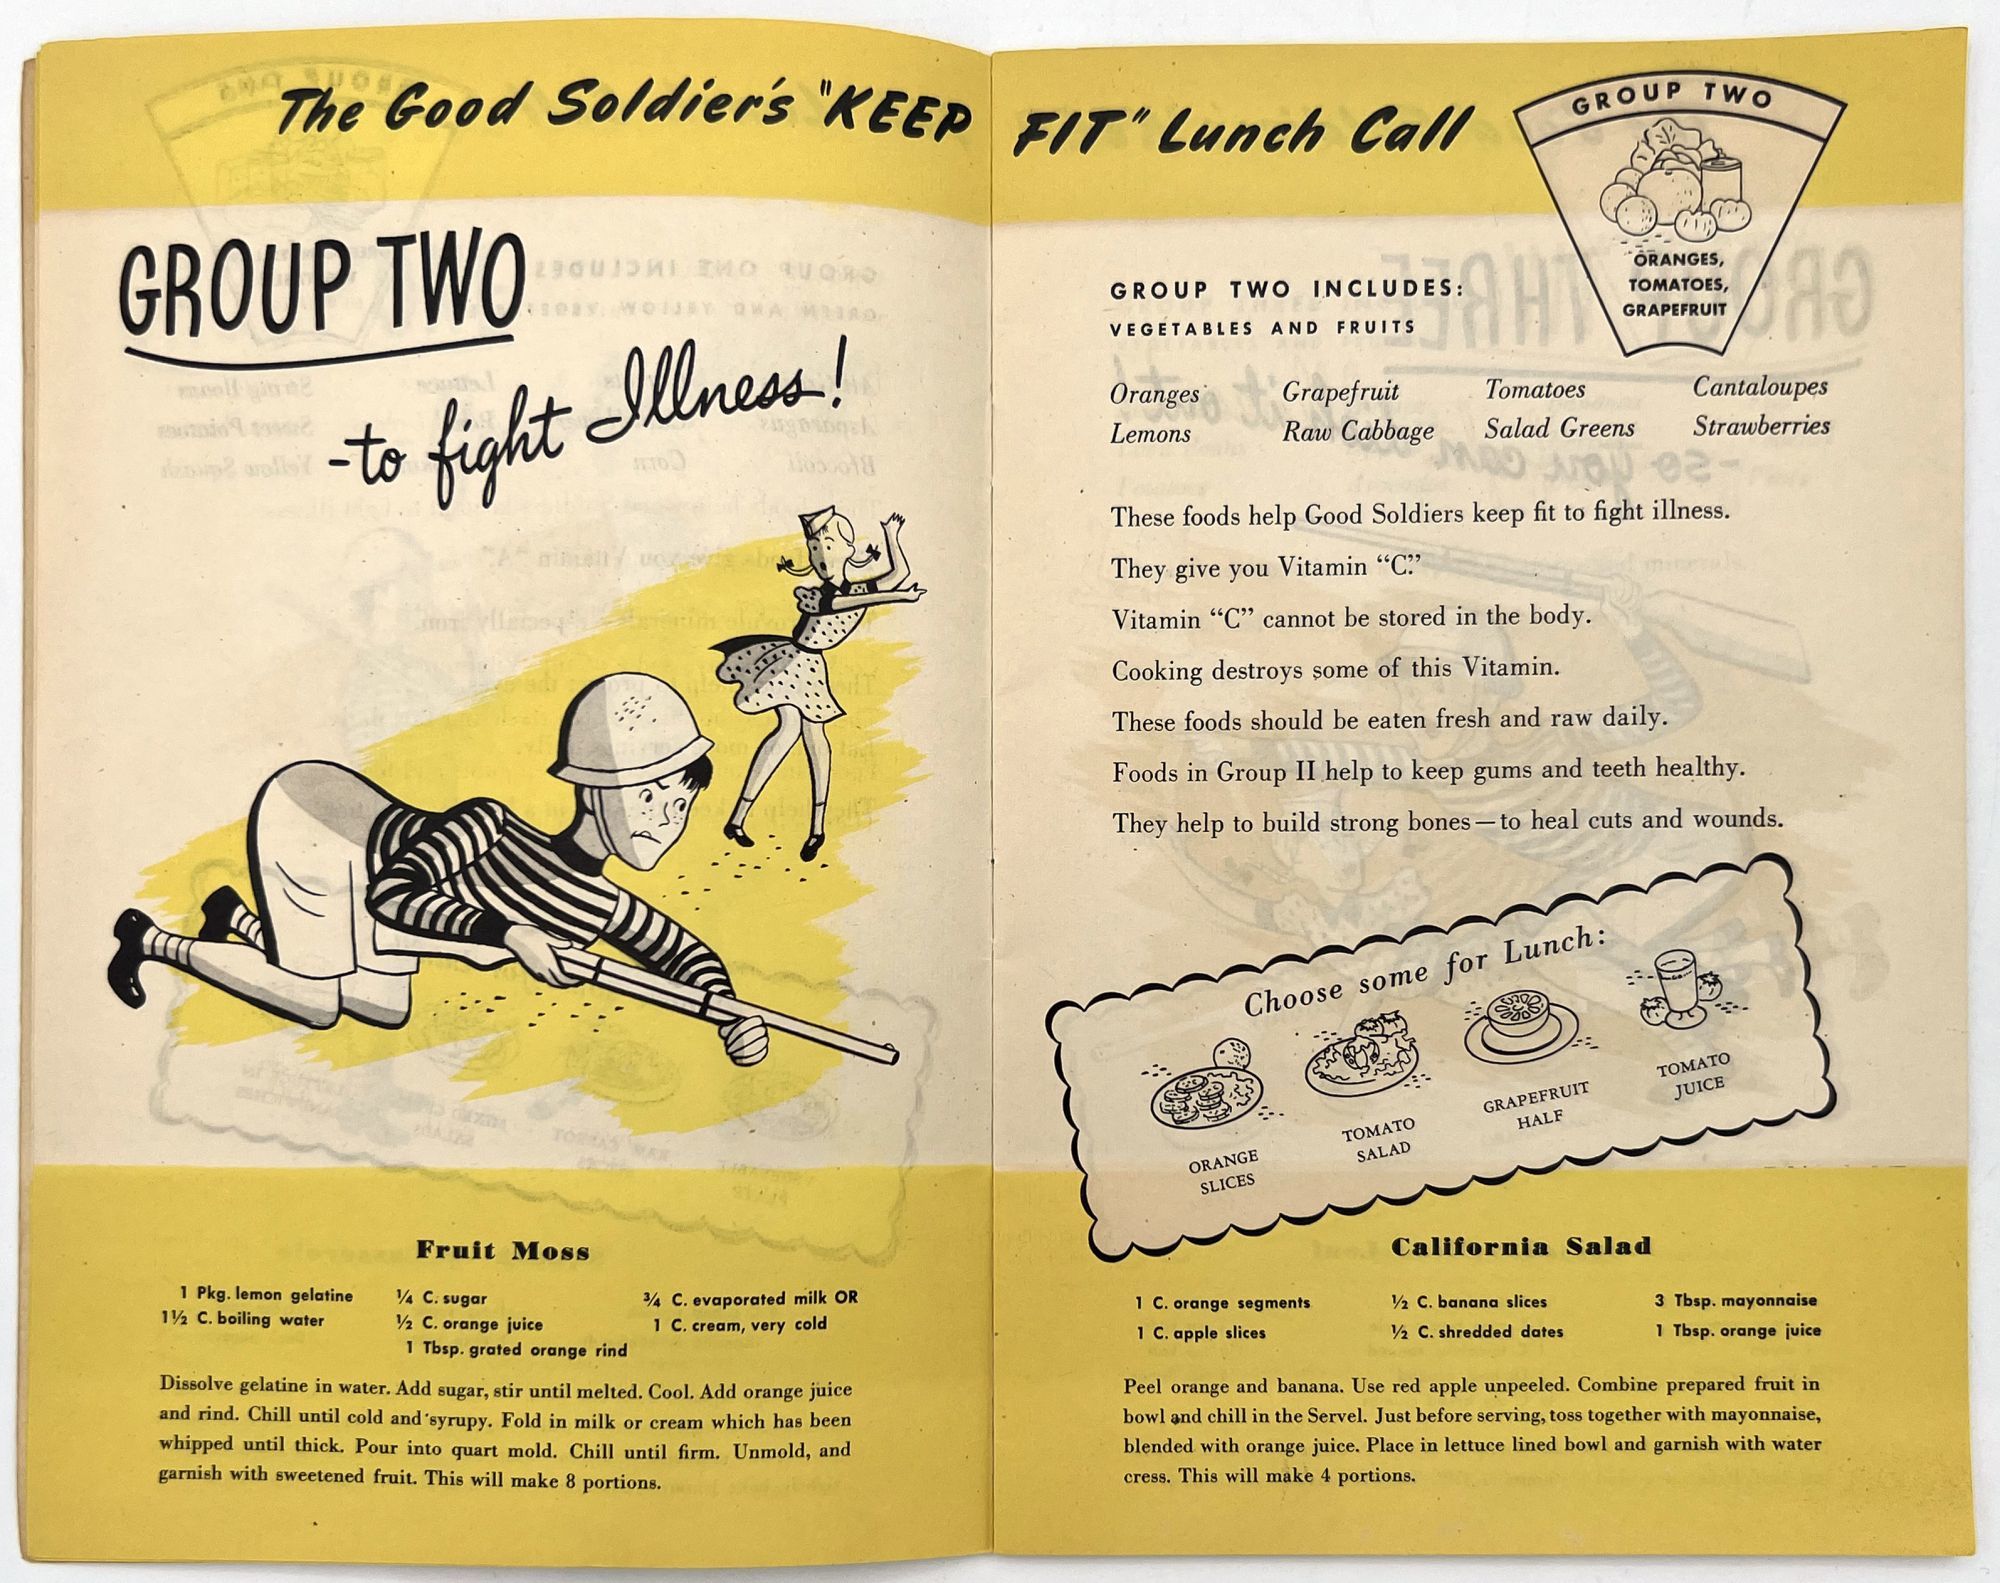 The Good Soldier's "KEEP FIT" Lunch Call
GROUP TWO
-to fight Illness!
Fruit Moss
1 Pkg. lemon gelatine
1½ C. boiling water
¼ C. sugar
½ C. orange juice
1 Tbsp. grated orange rind
¾ C. evaporated milk OR
1 C. cream, very cold
Dissolve gelatine in water. Add sugar, stir until melted. Cool. Add orange juice
and rind. Chill until cold and syrupy. Fold in milk or cream which has been
whipped until thick. Pour into quart mold. Chill until firm. Unmold, and
garnish with sweetened fruit. This will make 8 portions.
GROUP TWO
ORANGES,
TOMATOES,
GRAPEFRUIT
GROUP TWO INCLUDES:
VEGETABLES AND FRUITS
Oranges Grapefruit Tomatoes Cantaloupes
Lemons Raw Cabbage Salad Greens Strawberries
These foods help Good Soldiers keep fit to fight illness.
They give you Vitamin “C.”
Vitamin “C” cannot be stored in the body.
Cooking destroys some of this Vitamin.
These foods should be eaten fresh and raw daily.
Foods in Group II help to keep gums and teeth healthy.
They help to build strong bones—to heal cuts and wounds.
Choose some for Lunch:
ORANGE
SLICES
TOMATO
SALAD
GRAPEFRUIT
HALF
TOMATO
JUICE
California Salad
1 C. orange segments
1 C. apple slices
½ C. banana slices
½ C. shredded dates
3 Tbsp. mayonnaise
1 Tbsp. orange juice
Peel orange and banana. Use red apple unpeeled. Combine prepared fruit in
bowl and chill in the Servel. Just before serving, toss together with mayonnaise,
blended with orange juice. Place in lettuce lined bowl and garnish with water
cress. This will make 4 portions.